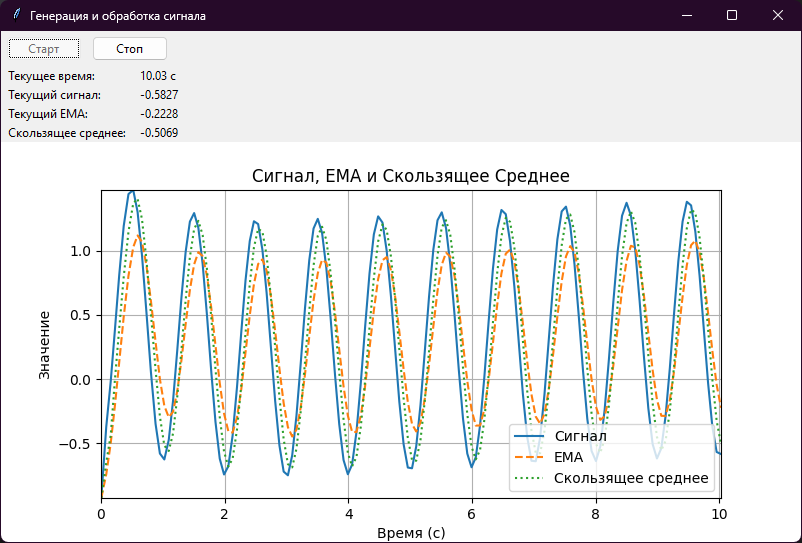 Генерация и обработка сигнала
Старт Стоп
Текущее время: 10.03 с
Текущий сигнал: -0.5827
Текущий EMA: -0.2228
Скользящее среднее: -0.5069
Сигнал, EMA и Скользящее Среднее
Значение
1.0
0.5
0.0
−0.5
Сигнал
EMA
Скользящее среднее
0 2 4 6 8 10
Время (с)